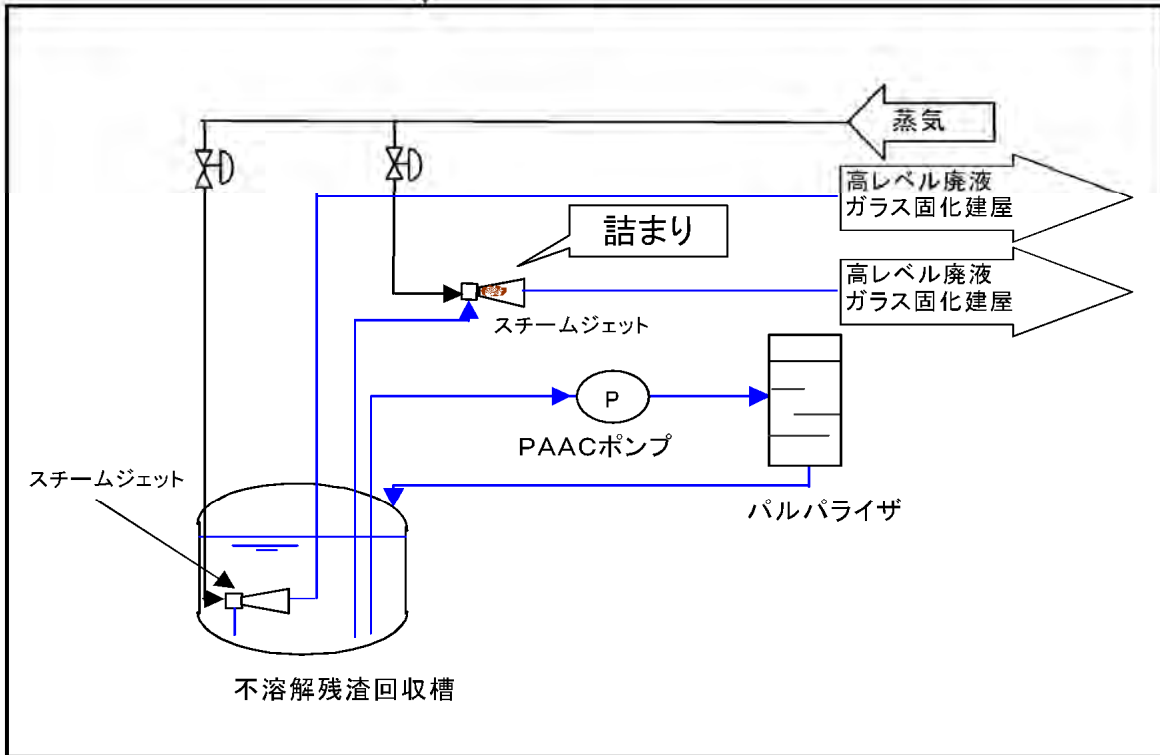 蒸気
高レベル廃液
ガラス固化建屋
詰まり
高レベル廃液
ガラス固化建屋
スチームジェット
P
PAACポンプ
スチームジェット
パルパライザ
不溶解残渣回収槽